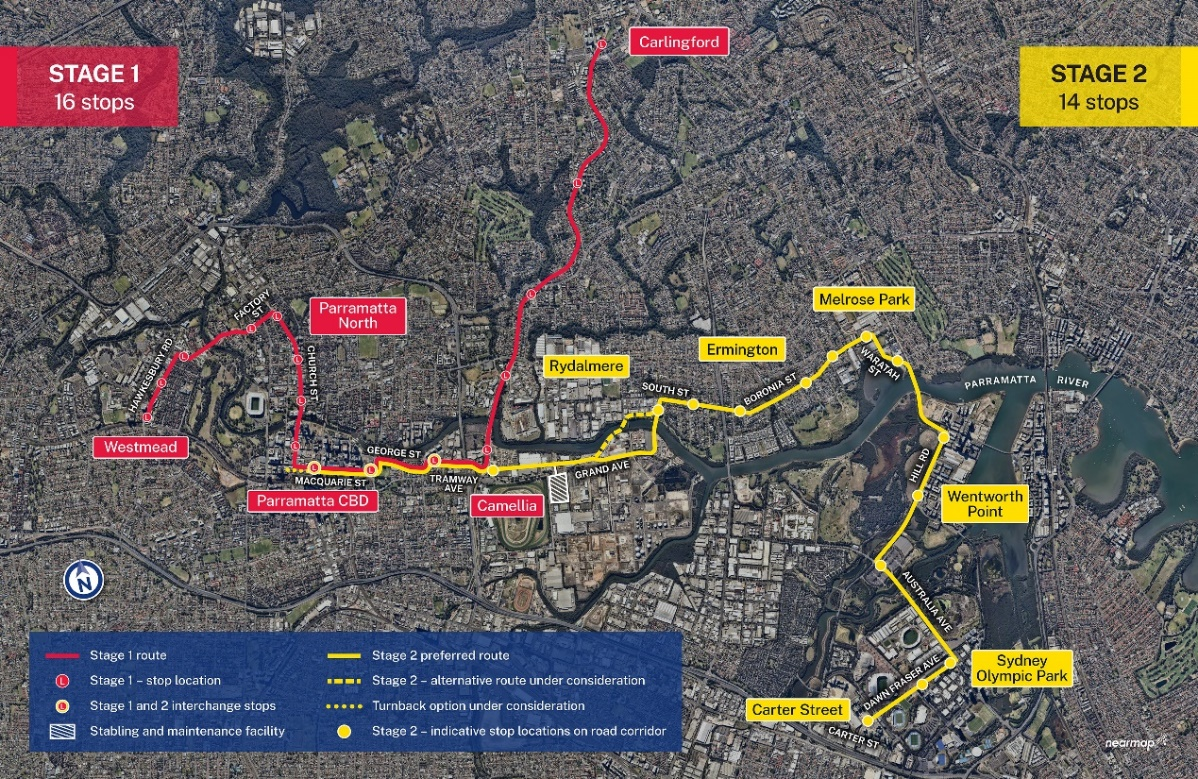 STAGE 1
16 stops
STAGE 2
14 stops
Carlingford
Parramatta
North
FACTORY
ST
HAWKESBURY RD
CHURCH ST
Westmead
GEORGE ST
MACQUARIE ST
TRAMWAY
AVE
Parramatta CBD
Camellia
GRAND AVE
Rydalmere
SOUTH ST
Ermington
BORONIA ST
Melrose Park
WARATAH
ST
PARRAMATTA RIVER
HILL RD
Wentworth
Point
AUSTRALIA AVE
Sydney
Olympic Park
DAWN FRASER AVE
Carter Street
CARTER ST
N
Stage 1 route
L
Stage 1 – stop location
L
Stage 1 and 2 interchange stops
Stabling and maintenance facility
Stage 2 preferred route
Stage 2 – alternative route under consideration
Turnback option under consideration
Stage 2 – indicative stop locations on road corridor
nearmap